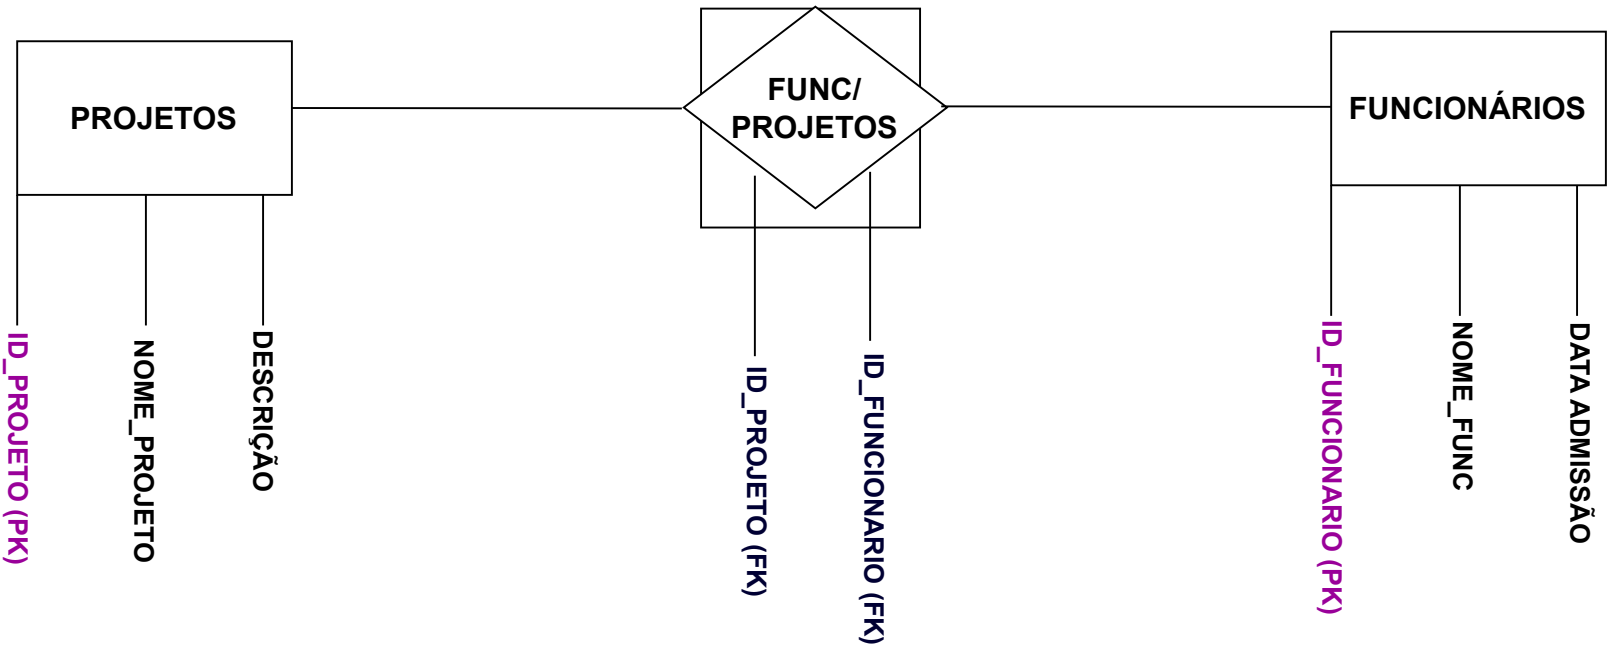 PROJETOS
FUNC/
PROJETOS
FUNCIONÁRIOS
ID_PROJETO (PK)
NOME_PROJETO
DESCRIÇÃO
ID_PROJETO (FK)
ID_FUNCIONARIO (FK)
ID_FUNCIONARIO (PK)
NOME_FUNC
DATA ADMISSÃO